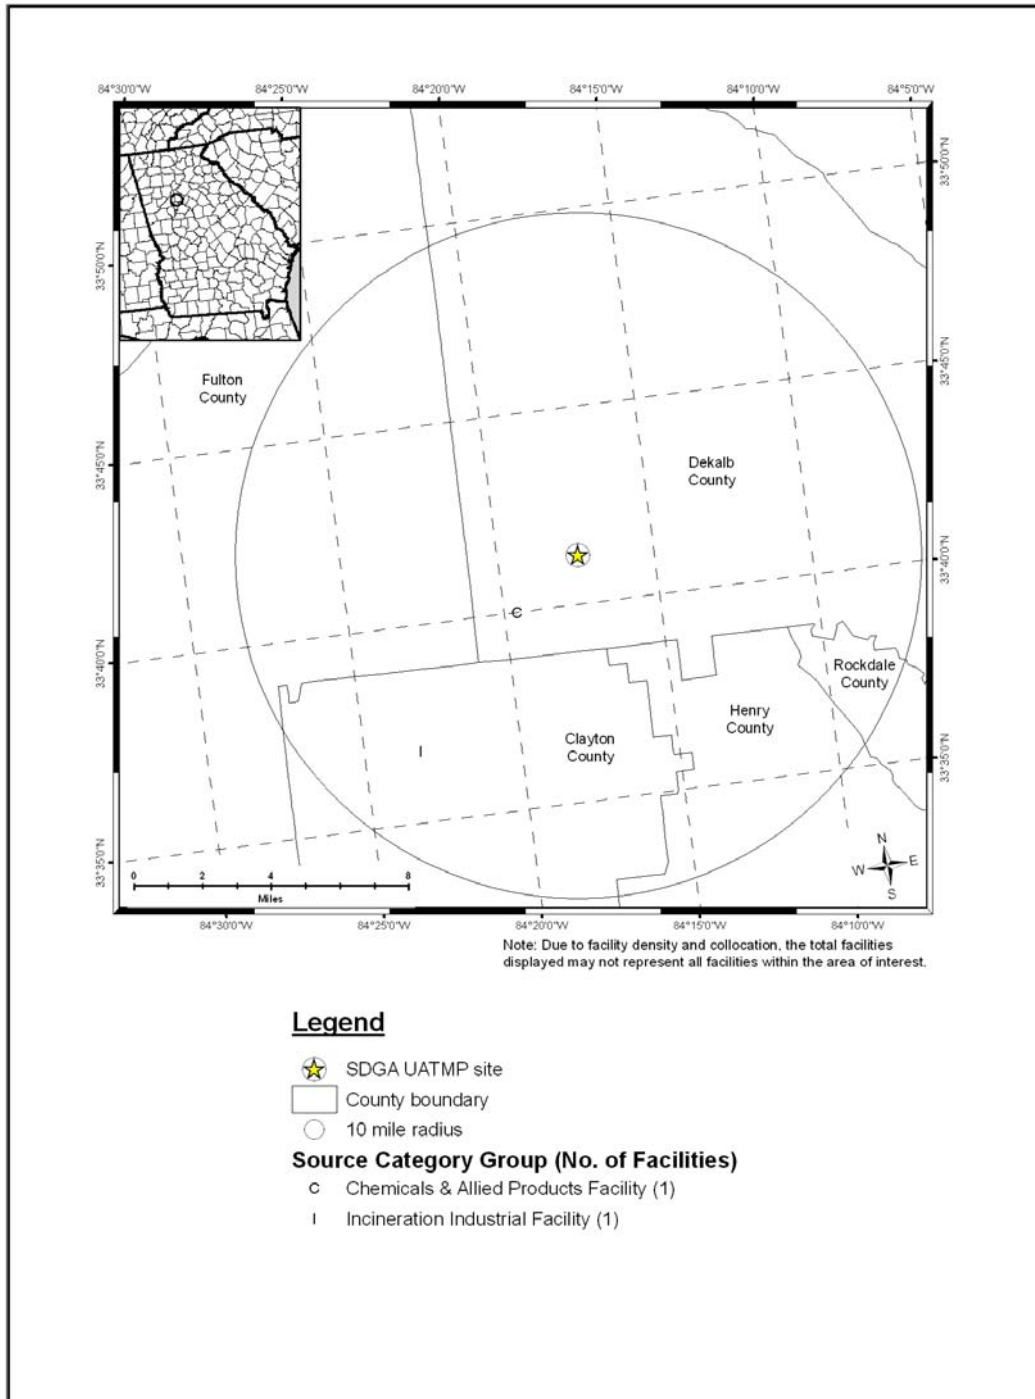 84°30'0"W 84°25'0"W 84°20'0"W 84°15'0"W 84°10'0"W 84°5'0"W
33°50'0"N
33°50'0"N
Fulton
County
33°45'0"N
33°45'0"N
Dekalb
County
33°40'0"N
C
33°40'0"N
Rockdale
County
Henry
County
Clayton
County
I
33°35'0"N
33°35'0"N
N
W E
S
0 2 4 6 8
Miles
84°30'0"W 84°25'0"W 84°20'0"W 84°15'0"W 84°10'0"W
Note: Due to facility density and collocation, the total facilities
displayed may not represent all facilities within the area of interest.
Legend
SDGA UATMP site
County boundary
10 mile radius
Source Category Group (No. of Facilities)
C Chemicals & Allied Products Facility (1)
I Incineration Industrial Facility (1)